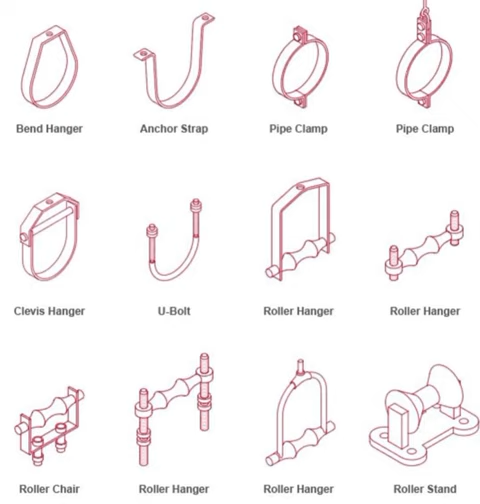 Bend Hanger
Anchor Strap
Pipe Clamp
Pipe Clamp
Clevis Hanger
U-Bolt
Roller Hanger
Roller Hanger
Roller Chair
Roller Hanger
Roller Hanger
Roller Stand